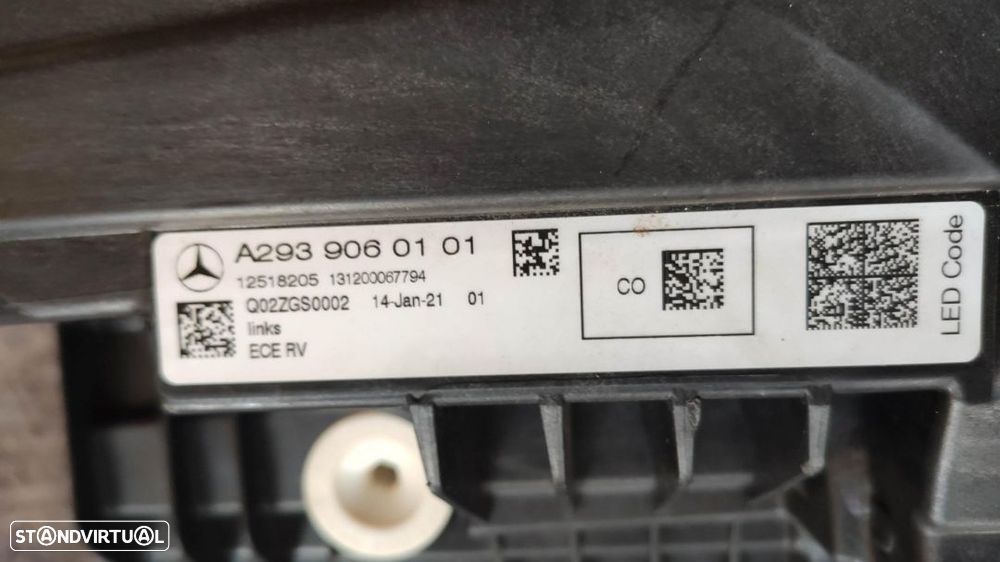 A293 906 01 01
12518205 131200067794
Q02ZGS0002 14-Jan-21 01
links
ECE RV
CO
LED Code
STANDVIRTUAL